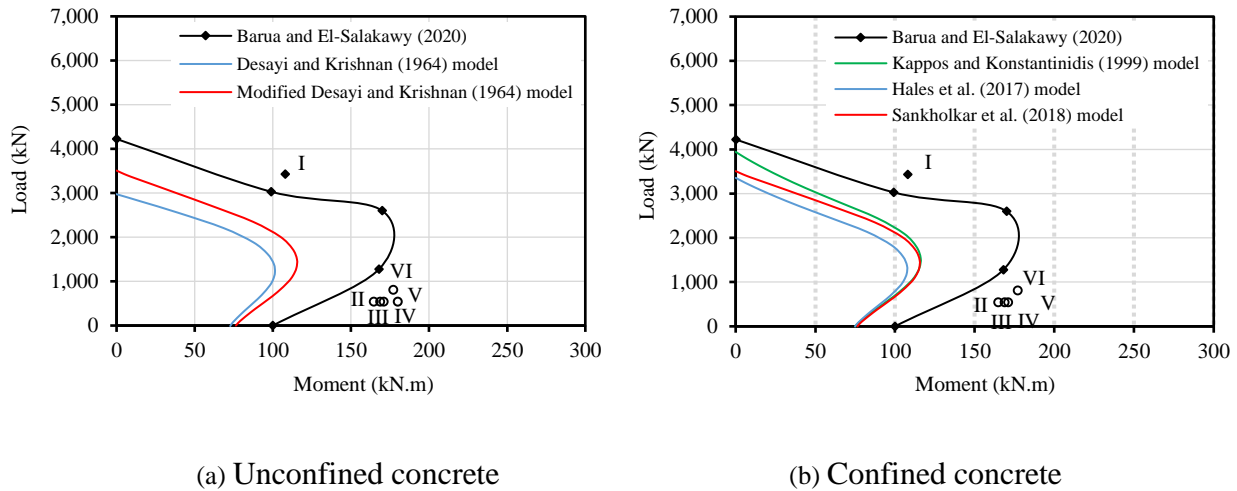 7,000
6,000
5,000
4,000
3,000
2,000
1,000
0
Load (kN)
Barua and El-Salakawy (2020)
Desayi and Krishnan (1964) model
Modified Desayi and Krishnan (1964) model
I
VI
II
V
III
IV
0
50
100
150
200
250
300
Moment (kN.m)
(a) Unconfined concrete
7,000
6,000
5,000
4,000
3,000
2,000
1,000
0
Load (kN)
Barua and El-Salakawy (2020)
Kappos and Konstantinidis (1999) model
Hales et al. (2017) model
Sankholkar et al. (2018) model
I
VI
II
V
III
IV
0
50
100
150
200
250
300
Moment (kN.m)
(b) Confined concrete